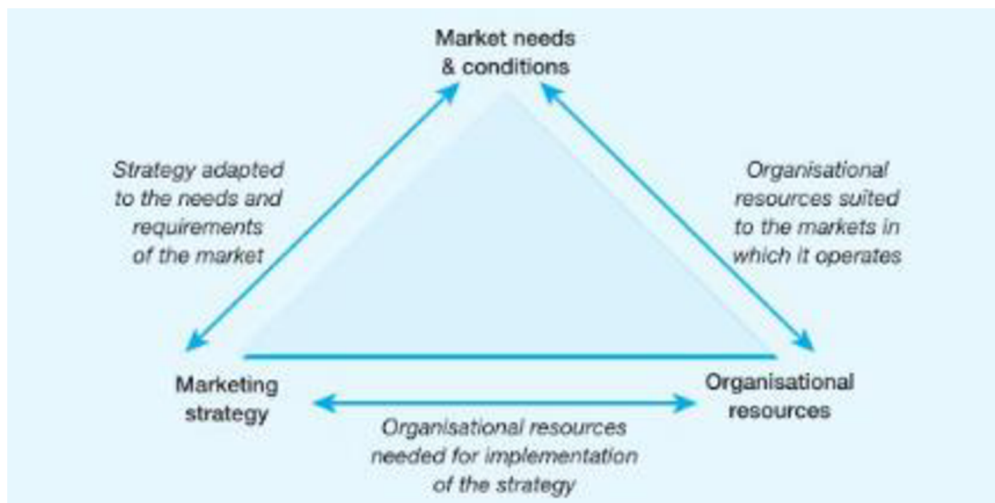 Market needs
& conditions
Strategy adapted
to the needs and
requirements
of the market
Organisational
resources suited
to the markets in
which it operates
Marketing
strategy
Organisational
resources
Organisational resources
needed for implementation
of the strategy